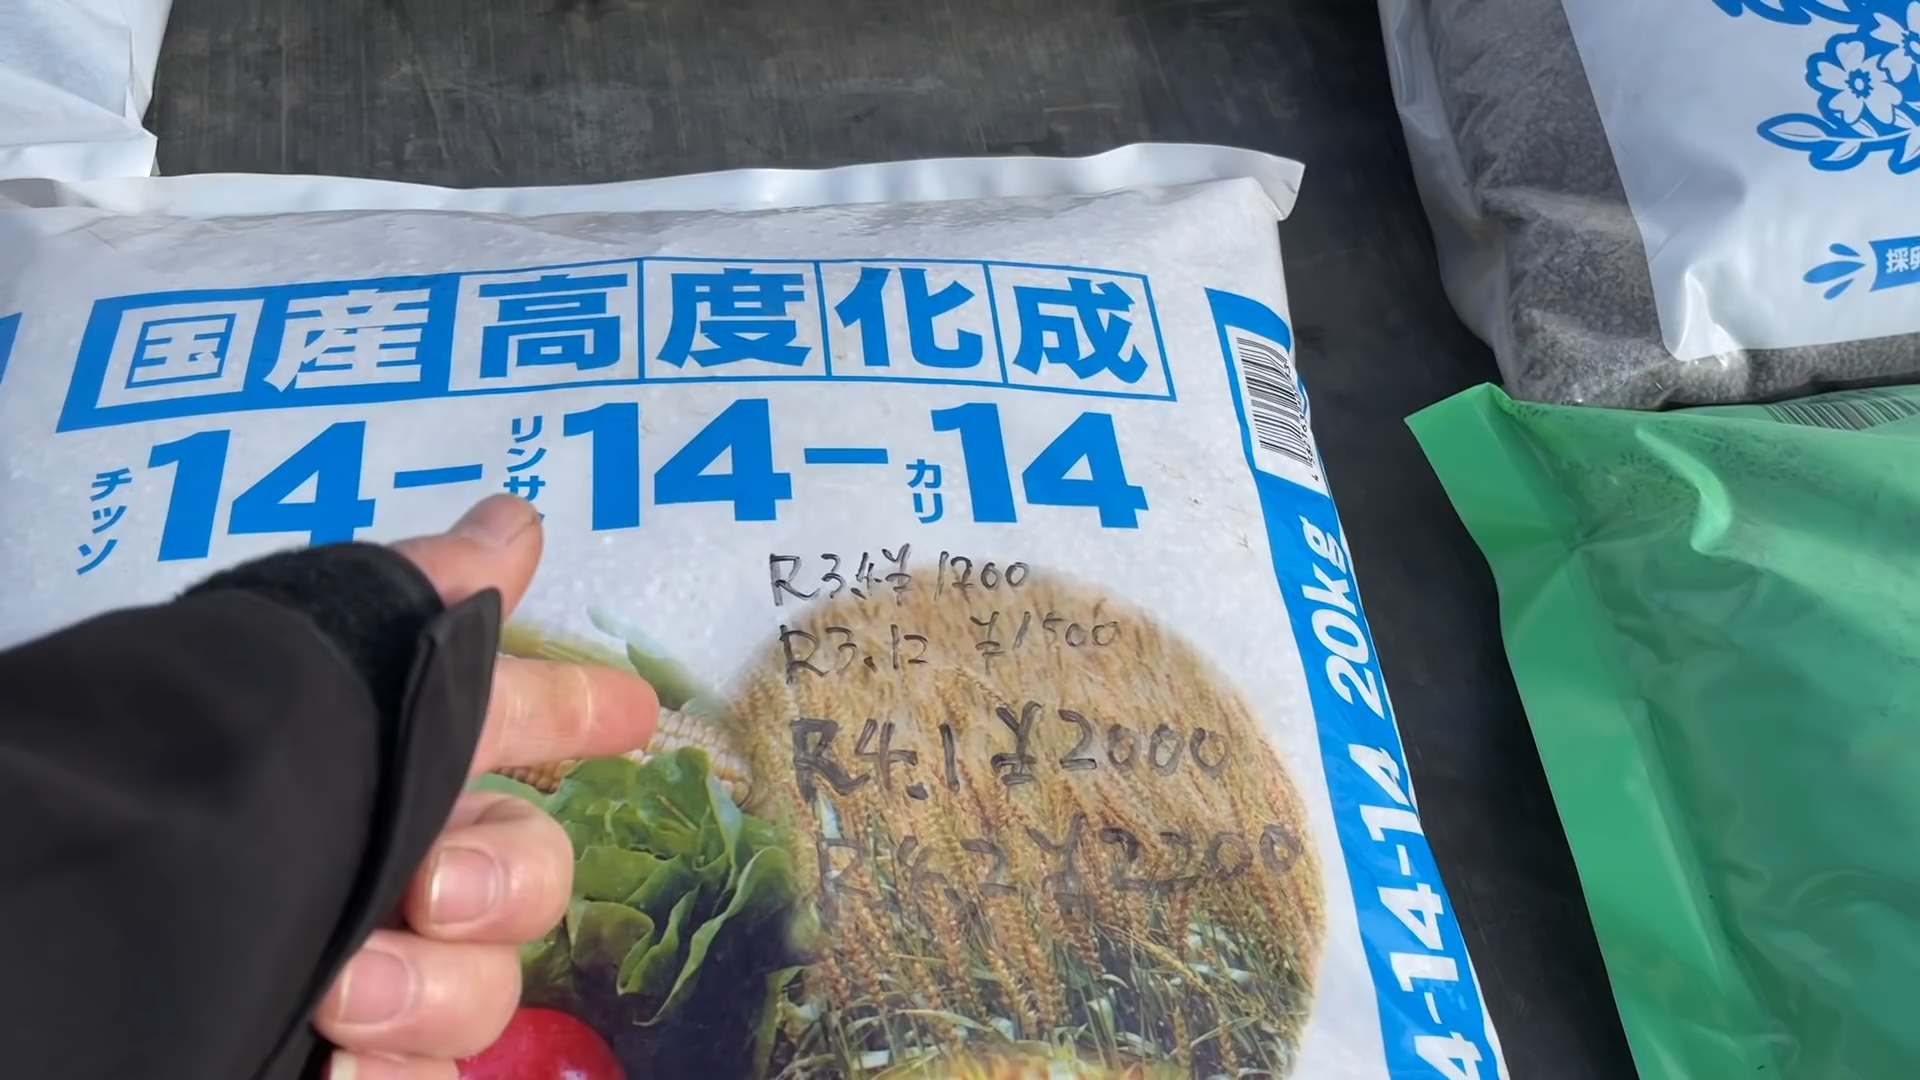 国産高度化成
チッソ 14-リンサン 14-カリ 14
R3.4 ¥1200
R3.12 ¥1500
R4.1 ¥2000
R4.2 ¥2200
14-14-14 20kg